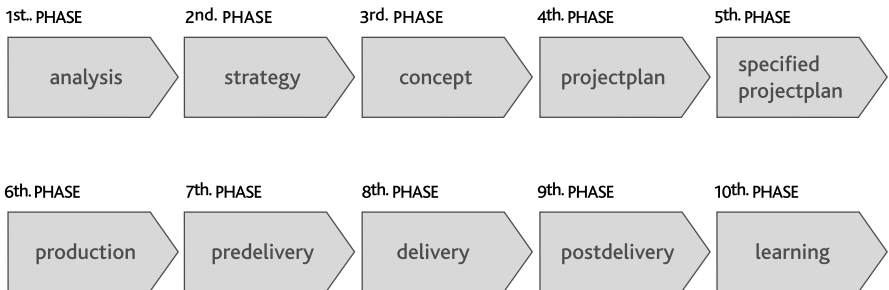 1st.. PHASE
2nd. PHASE
3rd. PHASE
4th. PHASE
5th. PHASE
analysis
strategy
concept
projectplan
specified
projectplan
6th. PHASE
7th. PHASE
8th. PHASE
9th. PHASE
10th. PHASE
production
predelivery
delivery
postdelivery
learning